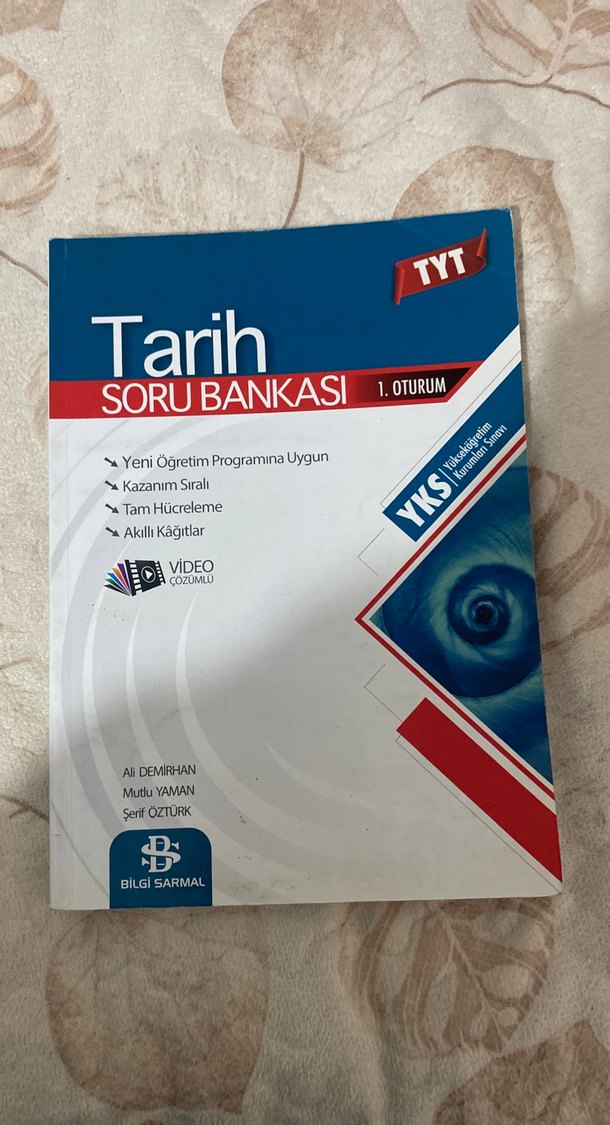 TYT
Tarih
SORU BANKASI
1. OTURUM
Yeni Öğretim Programına Uygun
Kazanım Sıralı
Tam Hücreleme
Akıllı Kâğıtlar
VİDEO
ÇÖZÜMLÜ
YKS
Yükseköğretim
Kurumları Sınavı
Ali DEMİRHAN
Mutlu YAMAN
Şerif ÖZTÜRK
BS
BİLGİ SARMAL